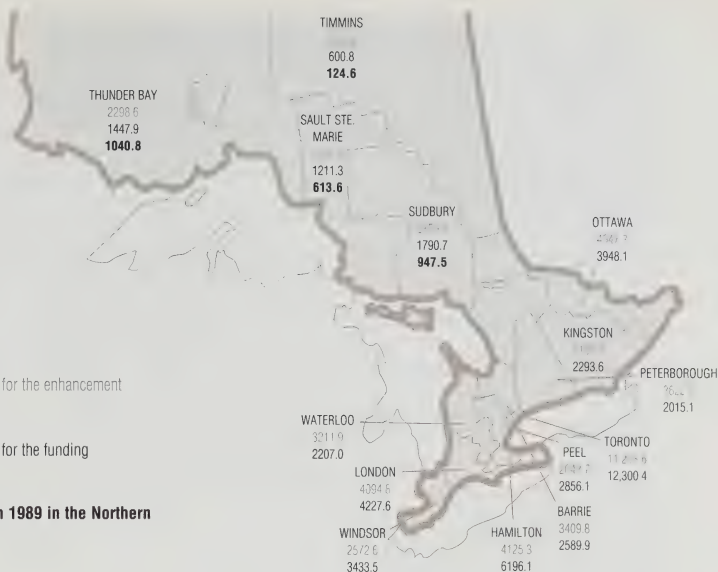 TIMMINS
600.8
124.6
THUNDER BAY
2298.6
1447.9
1040.8
SAULT STE.
MARIE
1211.3
613.6
SUDBURY
1790.7
947.5
OTTAWA
3948.1
KINGSTON
2293.6
PETERBOROUGH
2015.1
for the enhancement
for the funding
n 1989 in the Northern
WATERLOO
3211.9
2207.0
TORONTO
12,300.4
PEEL
2856.1
LONDON
4094.8
4227.6
BARRIE
3409.8
2589.9
WINDSOR
2572.6
3433.5
HAMILTON
4125.3
6196.1